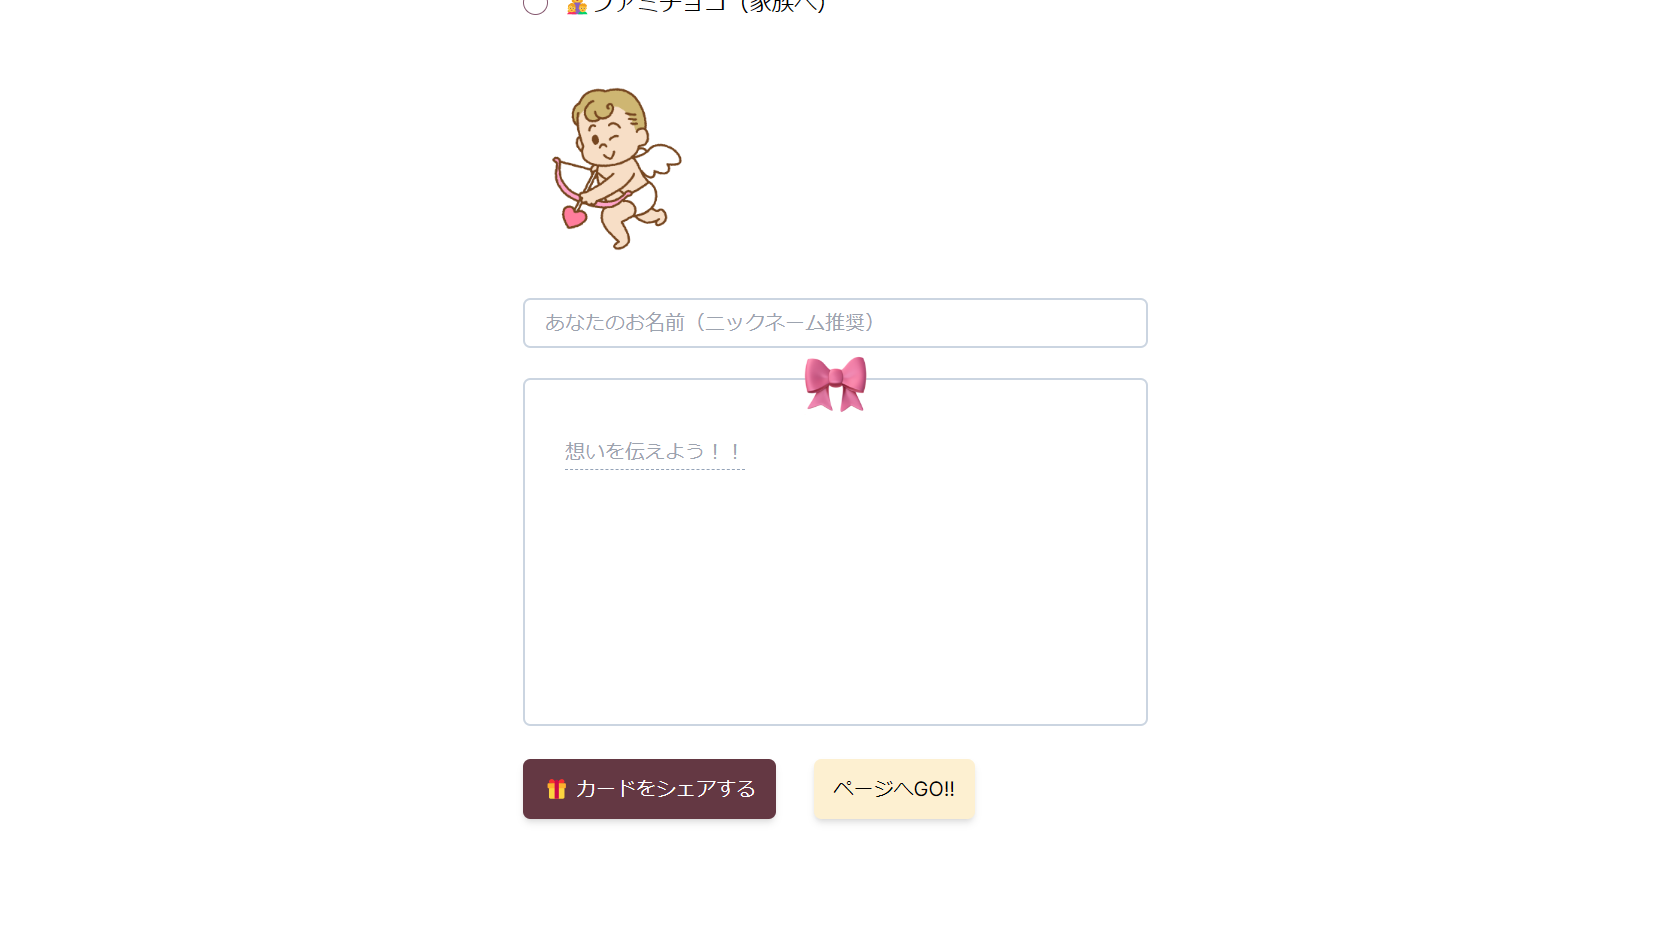 ファミチョコ（家族へ）
あなたのお名前（ニックネーム推奨）
想いを伝えよう！！
カードをシェアする
ページへGO!!